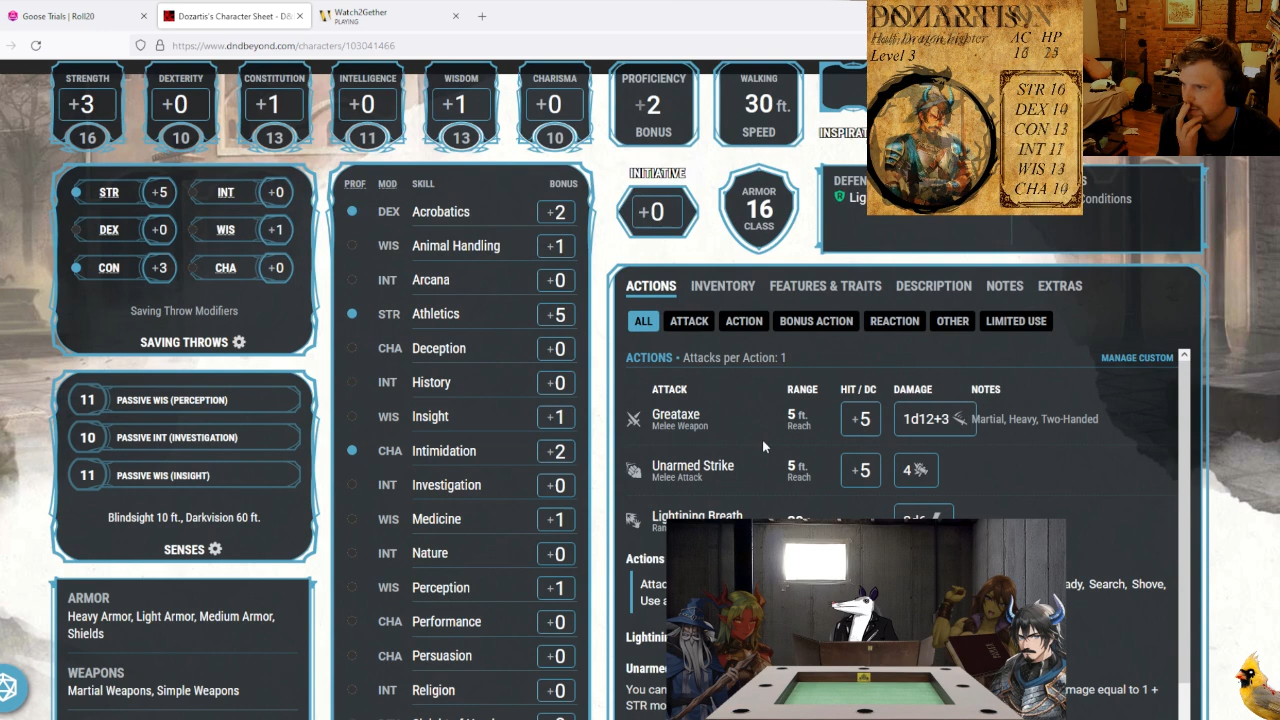 Goose Trials | Roll20
Dozartis's Character Sheet - D&
Watch2Gether
PLAYING
https://www.dndbeyond.com/characters/103041466
STRENGTH
+3
16
DEXTERITY
+0
10
CONSTITUTION
+1
13
INTELLIGENCE
+0
11
WISDOM
+1
13
CHARISMA
+0
10
PROFICIENCY
+2
BONUS
WALKING
30 ft.
SPEED
INSPIRAT
DOZARTIS
Half-Dragon Fighter
Level 3
AC HP
STR 16
DEX 10
CON 13
INT 11
WIS 13
CHA 10
STR +5
INT +0
DEX +0
WIS +1
CON +3
CHA +0
Saving Throw Modifiers
SAVING THROWS
11 PASSIVE WIS (PERCEPTION)
10 PASSIVE INT (INVESTIGATION)
11 PASSIVE WIS (INSIGHT)
Blindsight 10 ft., Darkvision 60 ft.
SENSES
ARMOR
Heavy Armor, Light Armor, Medium Armor,
Shields
WEAPONS
Martial Weapons, Simple Weapons
PROF MOD SKILL BONUS
DEX Acrobatics +2
WIS Animal Handling +1
INT Arcana +0
STR Athletics +5
CHA Deception +0
INT History +0
WIS Insight +1
CHA Intimidation +2
INT Investigation +0
WIS Medicine +1
INT Nature +0
WIS Perception +1
CHA Performance +0
CHA Persuasion +0
INT Religion +0
INITIATIVE
+0
ARMOR
16
CLASS
DEFEN
Lig
onditions
ACTIONS INVENTORY FEATURES & TRAITS DESCRIPTION NOTES EXTRAS
ALL ATTACK ACTION BONUS ACTION REACTION OTHER LIMITED USE
ACTIONS • Attacks per Action: 1
MANAGE CUSTOM
ATTACK RANGE HIT / DC DAMAGE NOTES
Greataxe 5 ft. +5 1d12+3 Martial, Heavy, Two-Handed
Melee Weapon Reach
Unarmed Strike 5 ft. +5 4
Melee Attack Reach
Lightning Breath
Actions
Attac ady, Search, Shove,
Use a
Lightnin
Unarme
You can mage equal to 1 +
STR mo